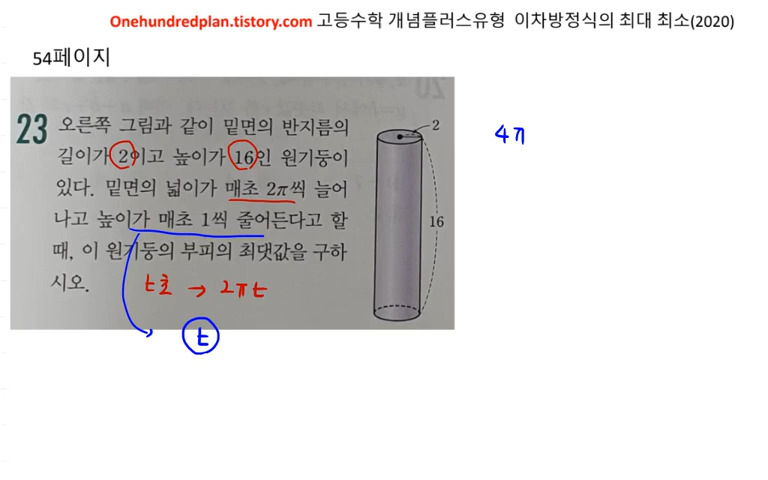 Onehundredplan.tistory.com 고등수학 개념플러스유형 이차방정식의 최대 최소(2020)
54페이지
23 오른쪽 그림과 같이 밑면의 반지름의
길이가 2이고 높이가 16인 원기둥이
있다. 밑면의 넓이가 매초 2π씩 늘어
나고 높이가 매초 1씩 줄어든다고 할
때, 이 원기둥의 부피의 최댓값을 구하
시오.
2
16
4π
t초 → 2πt
t